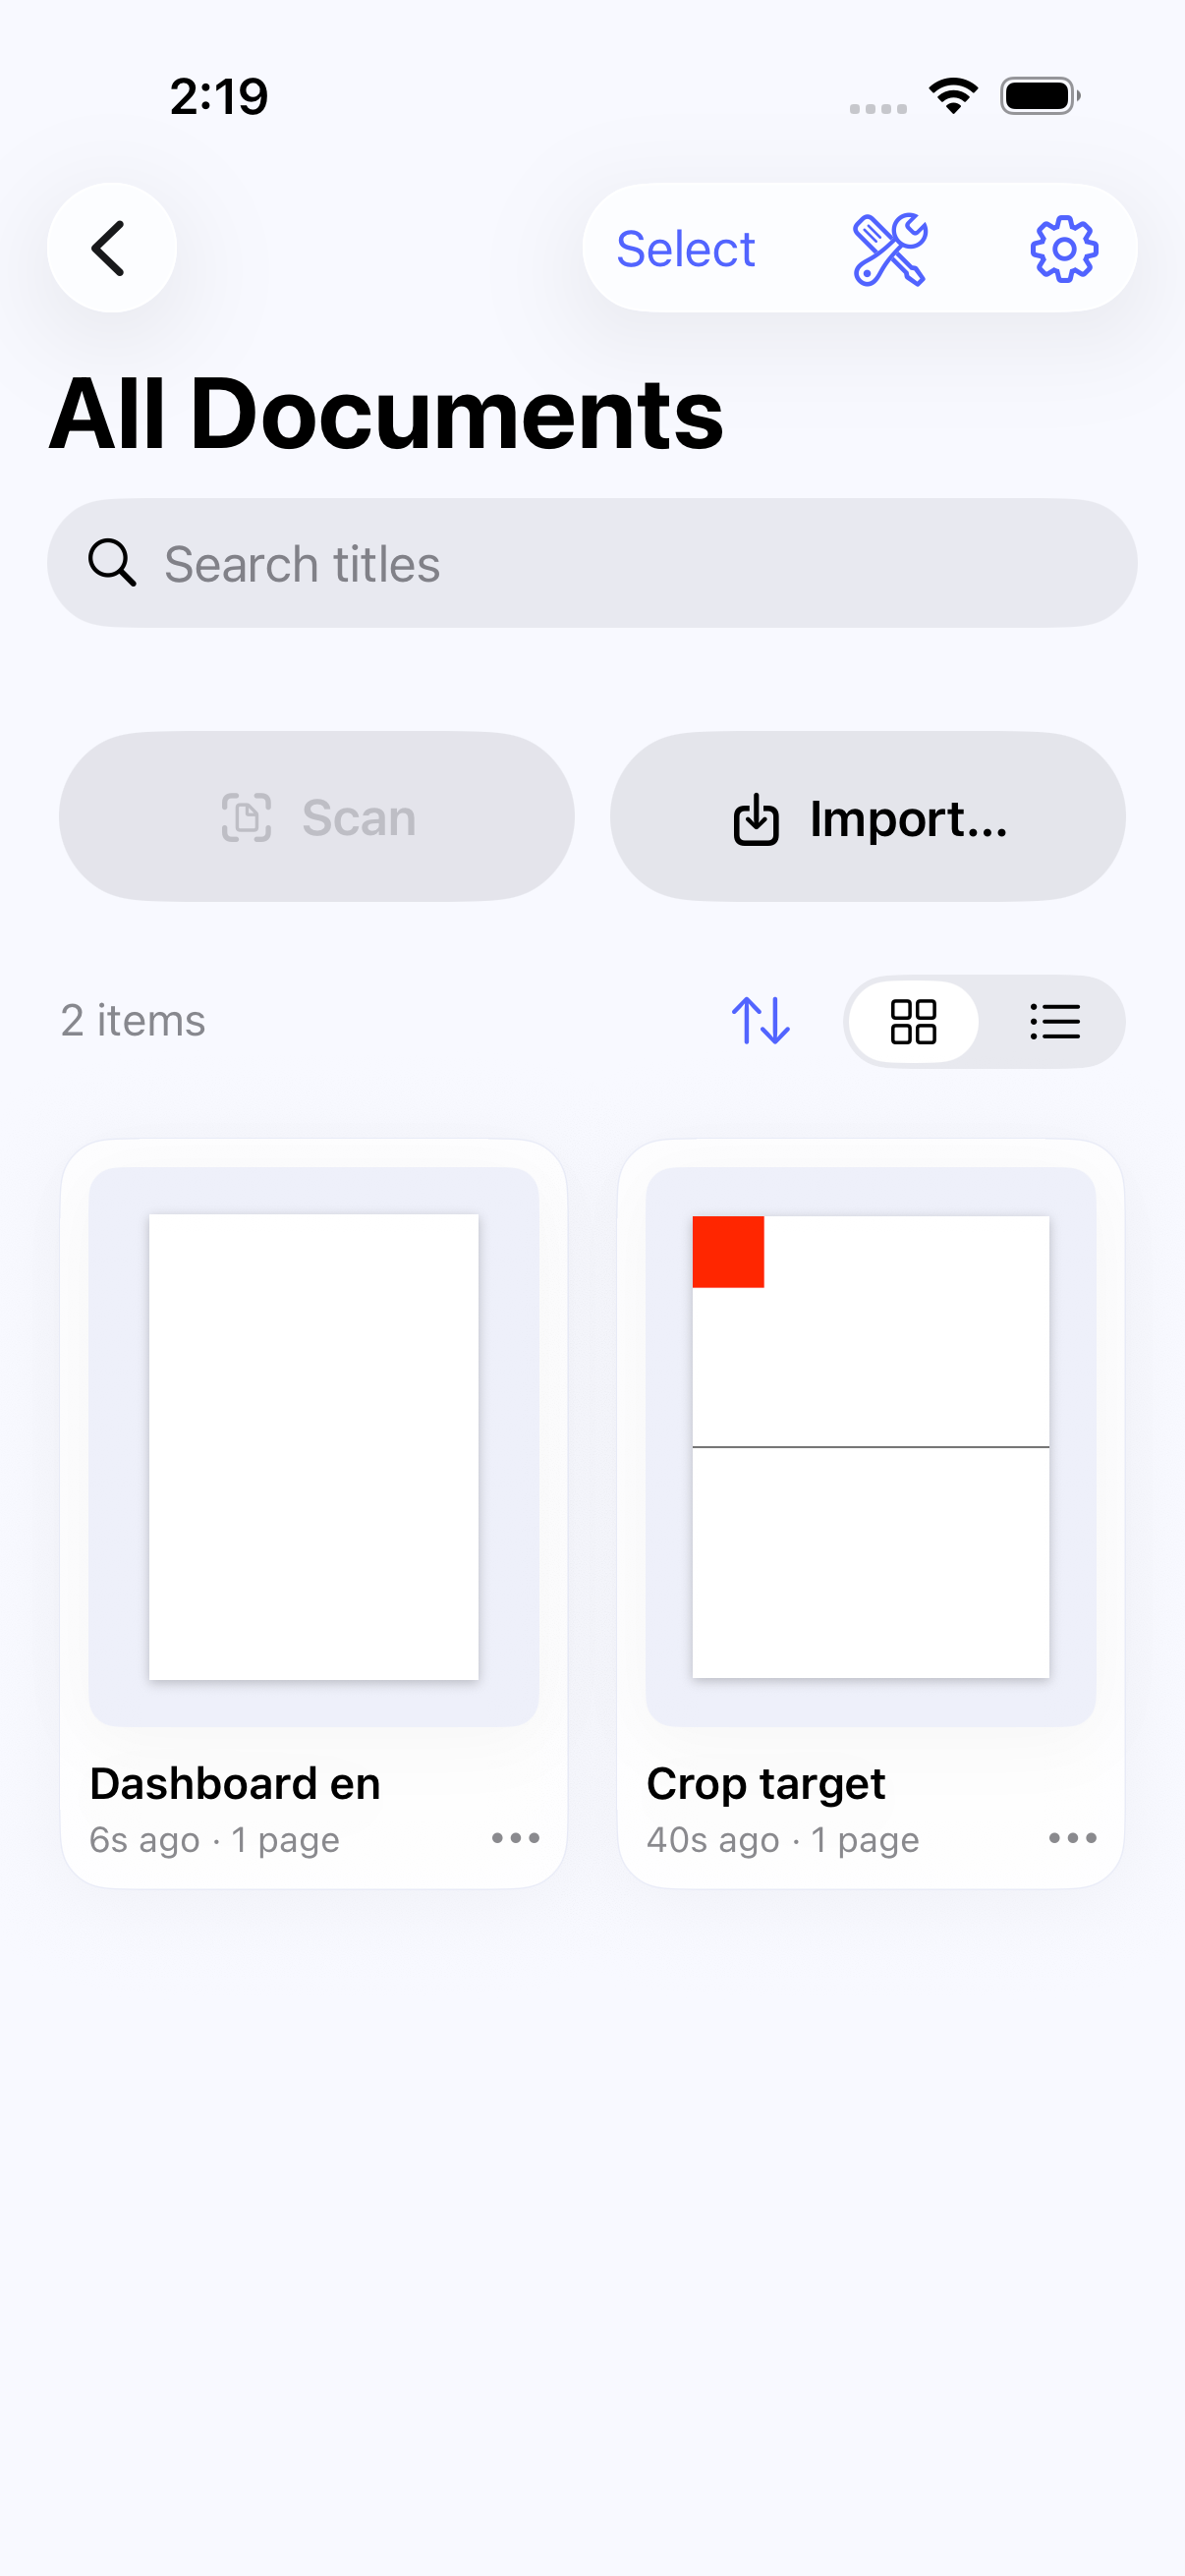 2:19
Select
All Documents
Search titles
Scan
Import...
2 items
Dashboard en
6s ago · 1 page
Crop target
40s ago · 1 page